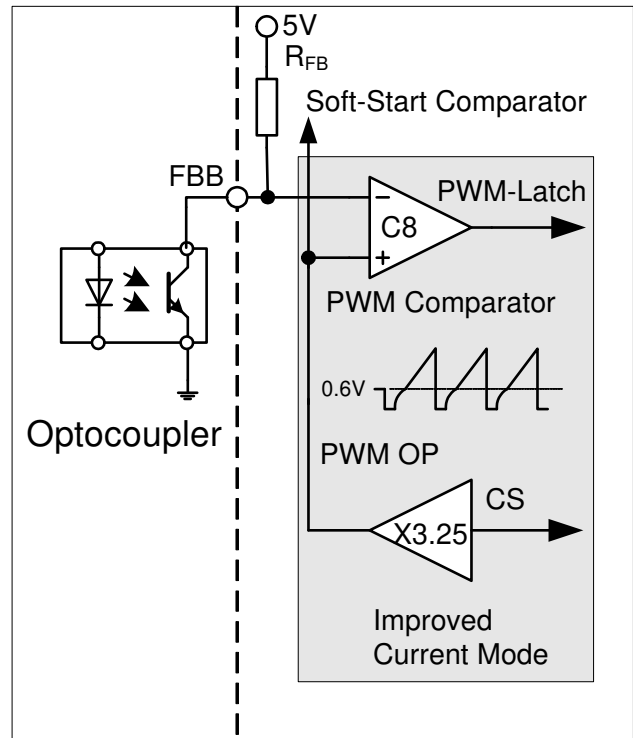 5V
RFB
Soft-Start Comparator
FBB
PWM-Latch
−
C8
+
PWM Comparator
0.6V
Optocoupler
PWM OP
CS
X3.25
Improved
Current Mode